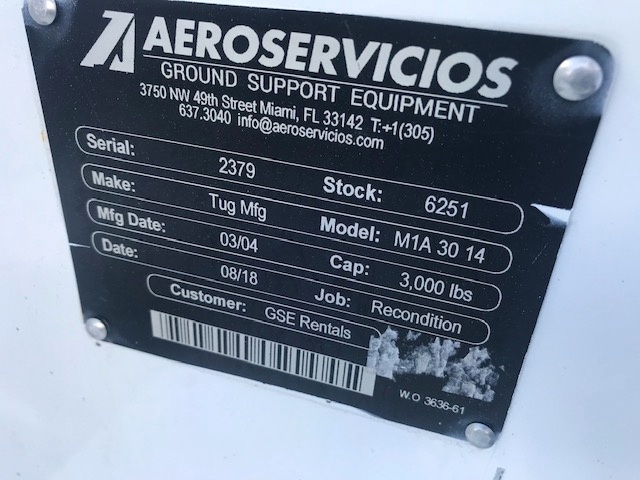 AEROSERVICIOS
GROUND SUPPORT EQUIPMENT
3750 NW 49th Street Miami, FL 33142 T:+1(305)
637.3040 info@aeroservicios.com
Serial: 2379 Stock: 6251
Make: Tug Mfg Model: M1A 30 14
Mfg Date: 03/04 Cap: 3,000 lbs
Date: 08/18 Job: Recondition
Customer: GSE Rentals
W.O 3636-61